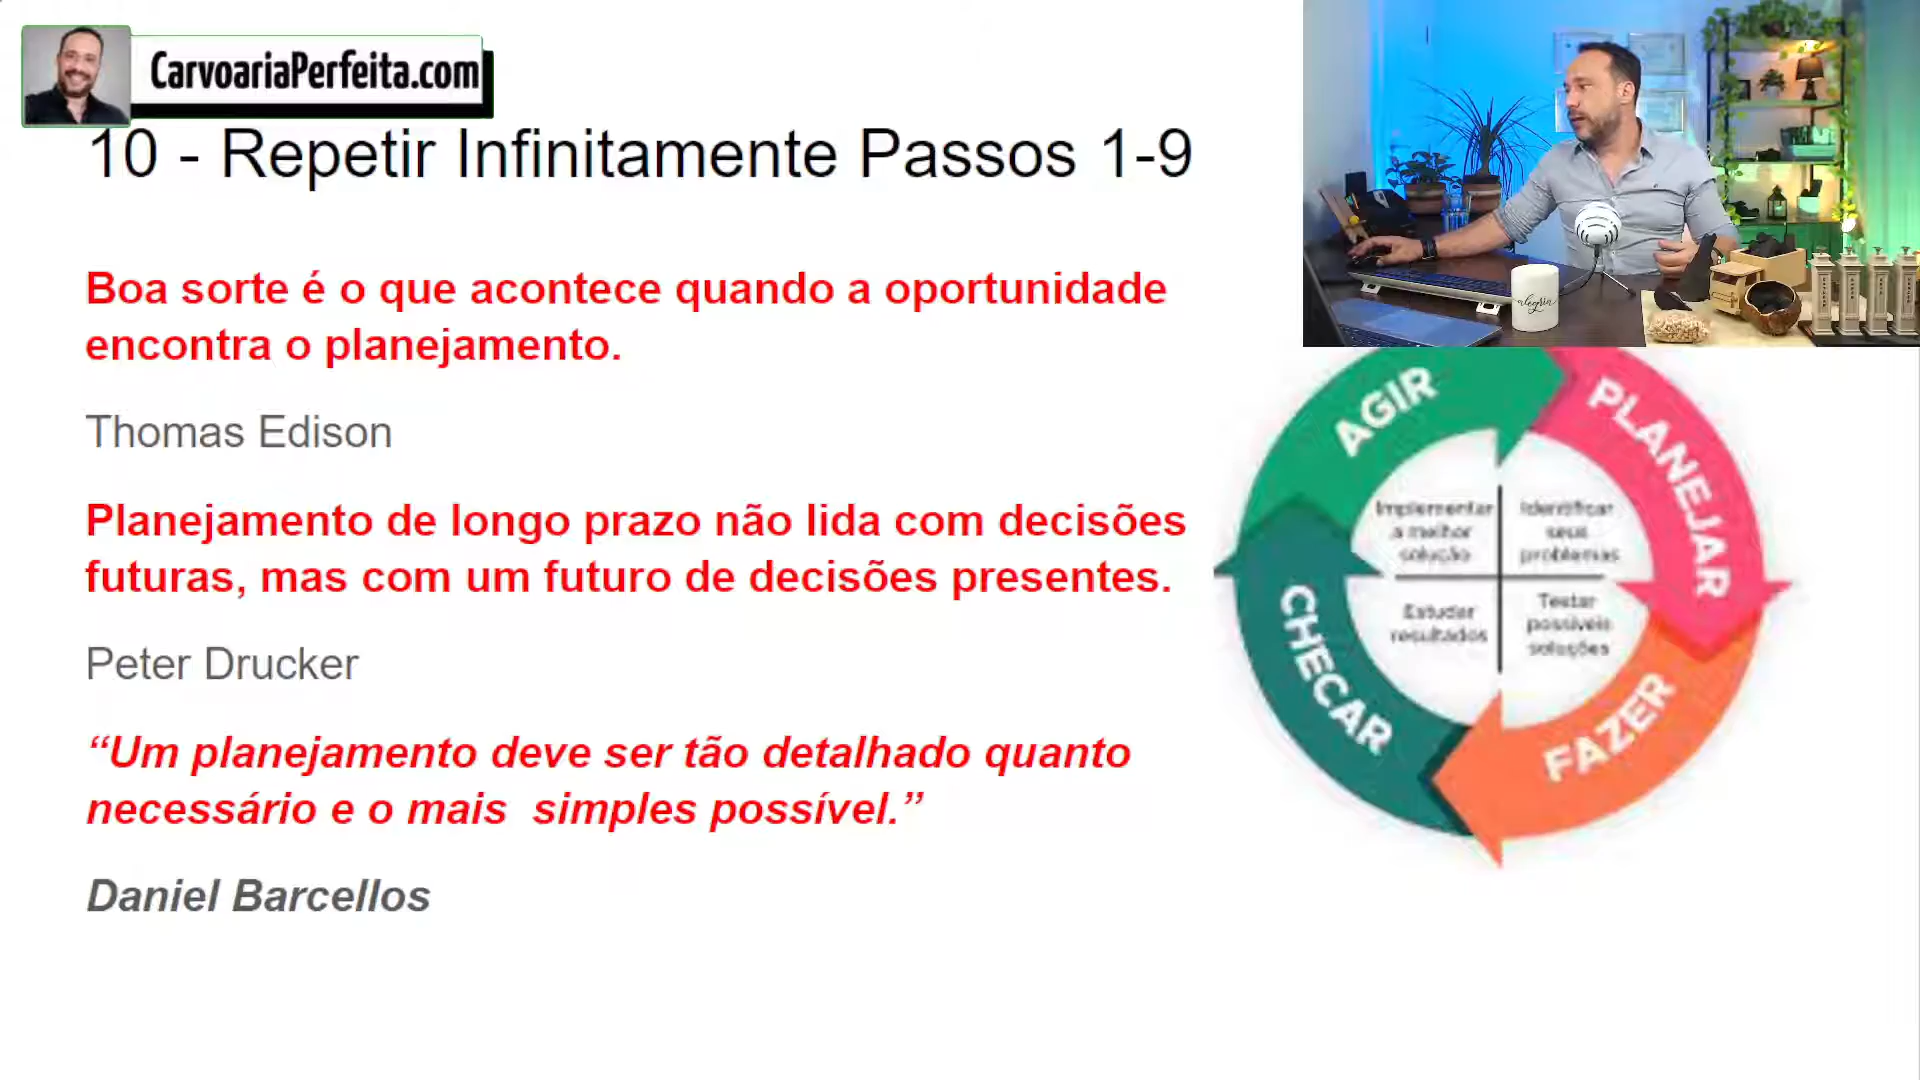 CarvoariaPerfeita.com
10 - Repetir Infinitamente Passos 1-9
Boa sorte é o que acontece quando a oportunidade
encontra o planejamento.
Thomas Edison
Planejamento de longo prazo não lida com decisões
futuras, mas com um futuro de decisões presentes.
Peter Drucker
“Um planejamento deve ser tão detalhado quanto
necessário e o mais  simples possível.”
Daniel Barcellos
alegria
AGIR
PLANEJAR
Implementar
a melhor
solução
Identificar
seus
problemas
Estudar
resultados
Testar
possíveis
soluções
CHECAR
FAZER